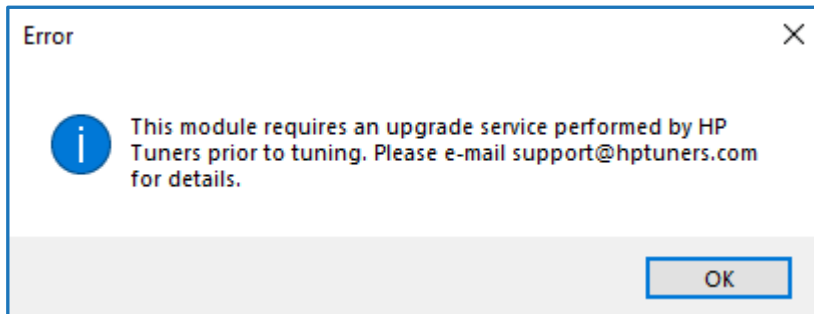 Error
This module requires an upgrade service performed by HP
Tuners prior to tuning. Please e-mail support@hptuners.com
for details.
OK